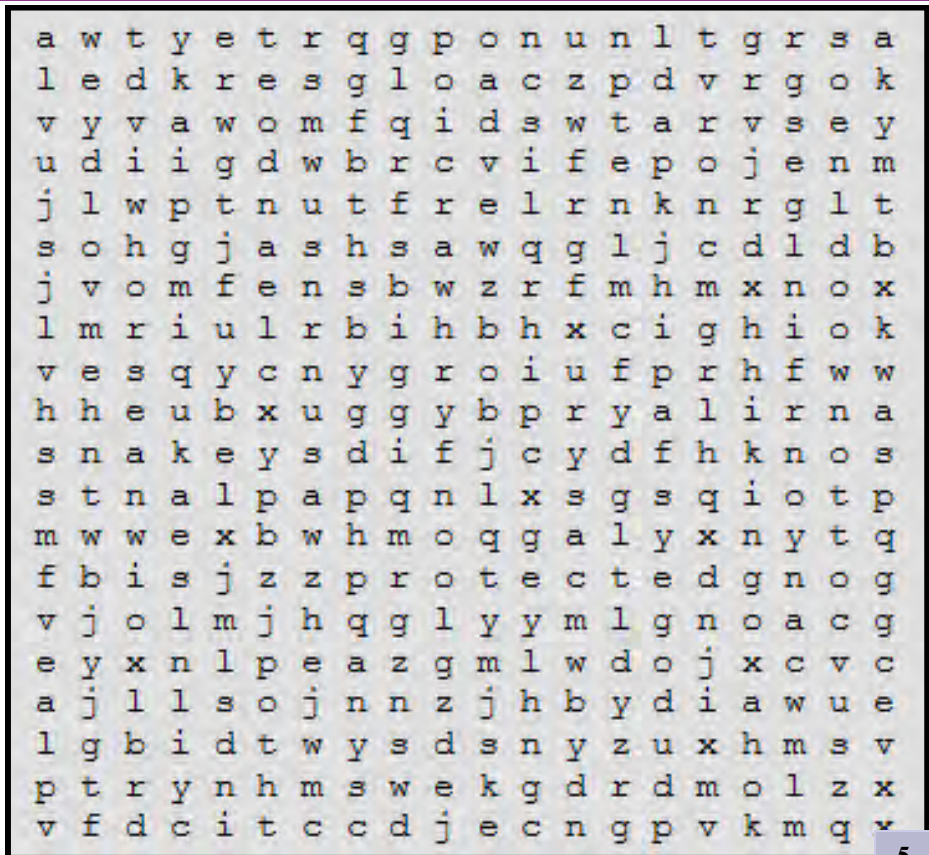 a w t y e t r q g p o n u n l t g r s a
l e d k r e s g l o a c z p d v r g o k
v y v a w o m f q i d s w t a r v s e y
u d i i g d w b r c v i f e p o j e n m
j l w p t n u t f r e l r n k n r g l t
s o h g j a s h s a w q g l j c d l d b
j v o m f e n s b w z r f m h m x n o x
l m r i u l r b i h b h x c i g h i o k
v e s q y c n y g r o i u f p r h f w w
h h e u b x u g g y b p r y a l i r n a
s n a k e y s d i f j c y d f h k n o s
s t n a l p a p q n l x s g s q i o t p
m w w e x b w h m o q g a l y x n y t q
f b i s j z z p r o t e c t e d g n o g
v j o l m j h q g l y y m l g n o a c g
e y x n l p e a z g m l w d o j x c v c
a j l l s o j n n z j h b y d i a w u e
l g b i d t w y s d s n y z u x h m s v
p t r y n h m s w e k g d r d m o l z x
v f d c i t c c d j e c n g p v k m q x
5